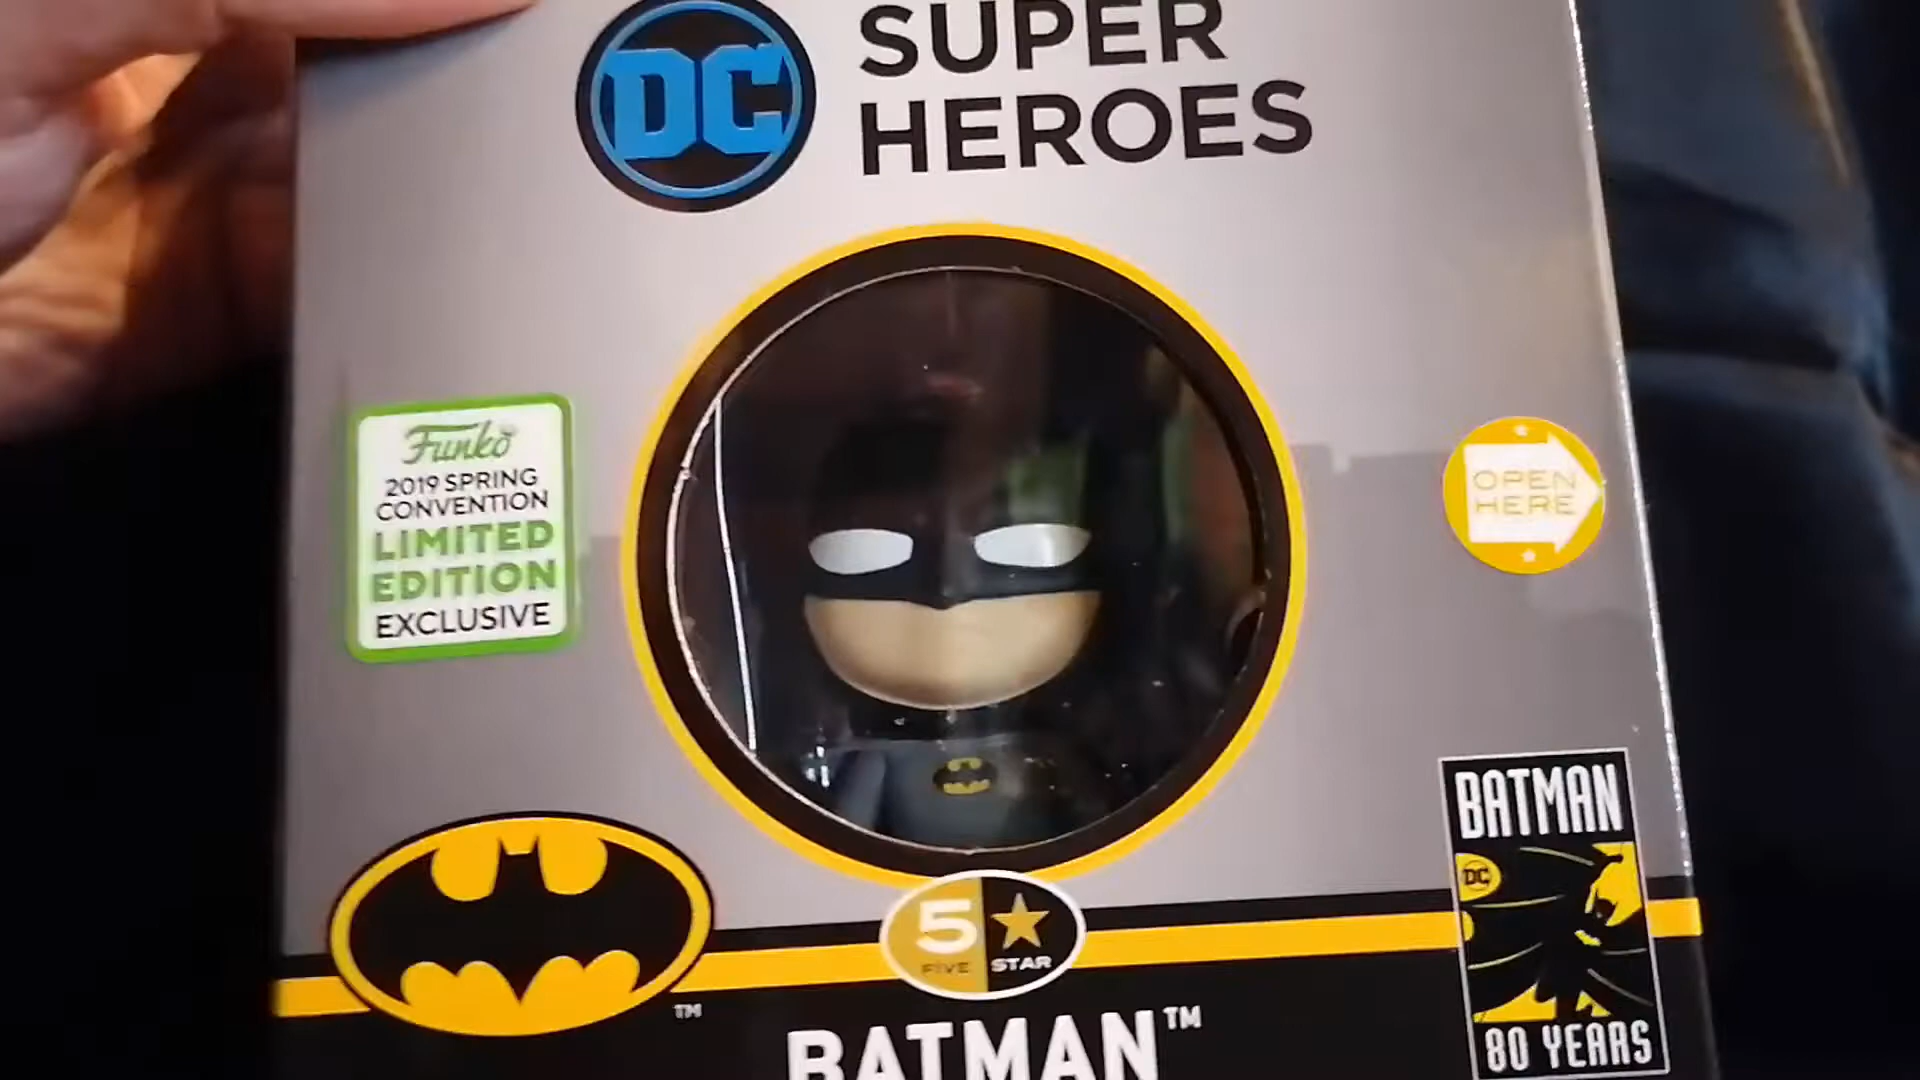 DC
SUPER
HEROES
Funko
2019 SPRING
CONVENTION
LIMITED
EDITION
EXCLUSIVE
OPEN
HERE
BATMAN
DC
80 YEARS
5
FIVE
STAR
TM
BATMAN™